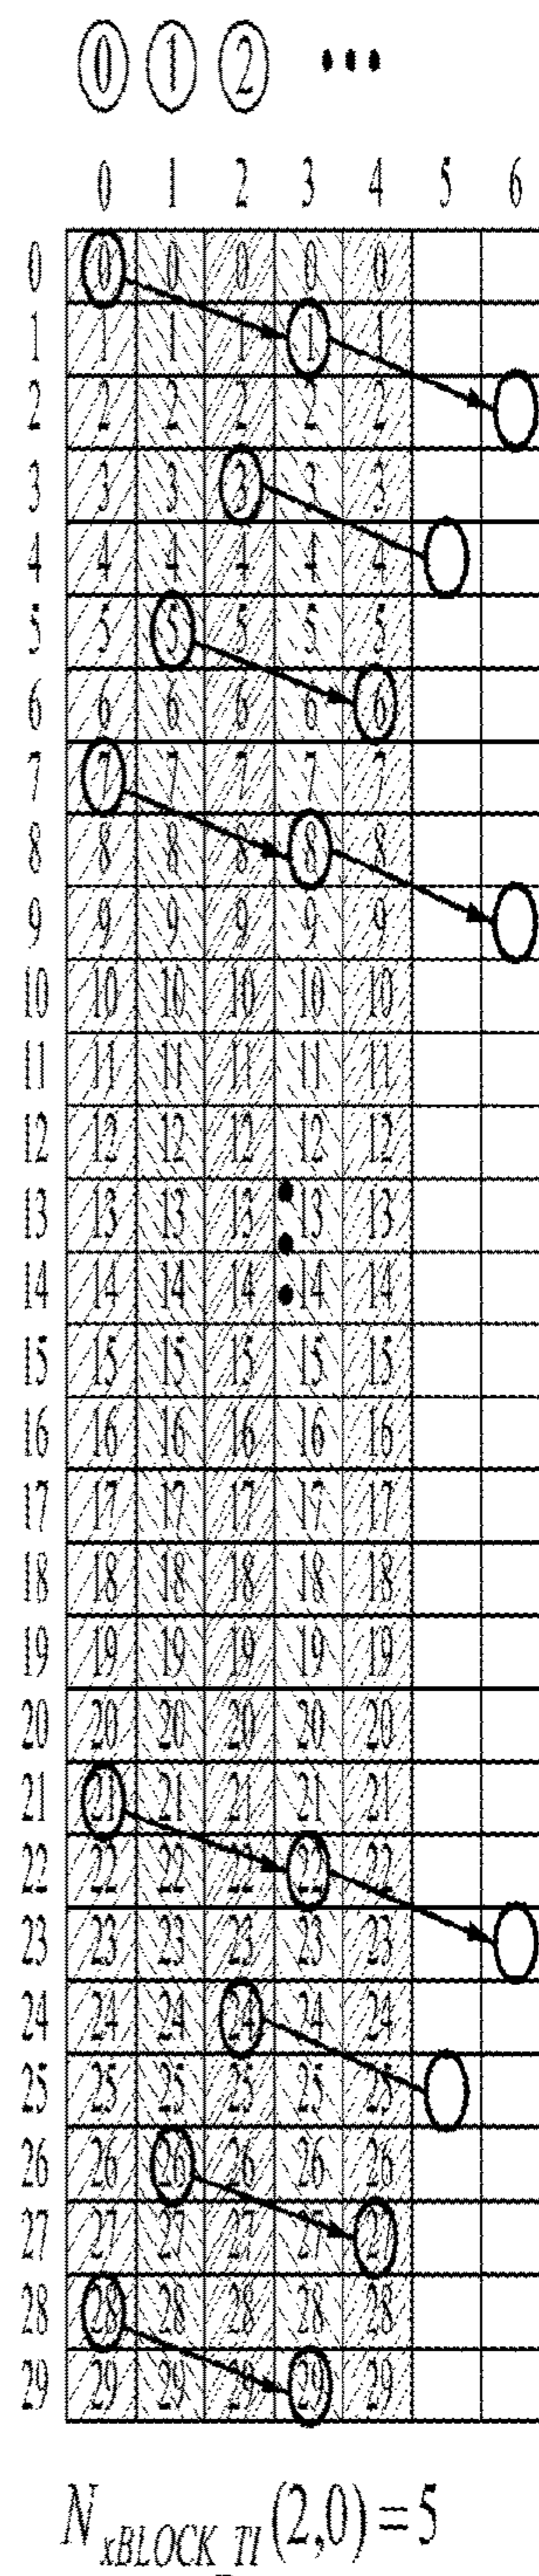 0 1 2 •••
0 1 2 3 4 5 6
0 0 0 0 0 0
1 1 1 1 1 1
2 2 2 2 2 2
3 3 3 3 3 3
4 4 4 4 4 4
5 5 5 5 5 5
6 6 6 6 6 6
7 7 7 7 7 7
8 8 8 8 8 8
9 9 9 9 9 9
10 10 10 10 10 10
11 11 11 11 11 11
12 12 12 12 12 12
13 13 13 13 13 13
14 14 14 14 14 14
15 15 15 15 15 15
16 16 16 16 16 16
17 17 17 17 17 17
18 18 18 18 18 18
19 19 19 19 19 19
20 20 20 20 20 20
21 21 21 21 21 21
22 22 22 22 22 22
23 23 23 23 23 23
24 24 24 24 24 24
25 25 25 25 25 25
26 26 26 26 26 26
27 27 27 27 27 27
28 28 28 28 28 28
29 29 29 29 29 29
N_xBLOCK_TI (2,0) = 5